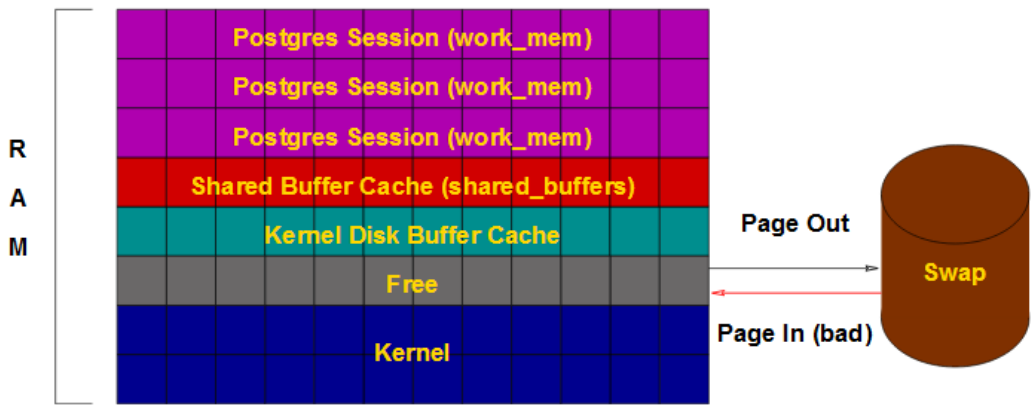 Postgres Session (work_mem)
Postgres Session (work_mem)
Postgres Session (work_mem)
Shared Buffer Cache (shared_buffers)
Kernel Disk Buffer Cache
Free
Kernel
R
A
M
Page Out
Swap
Page In (bad)